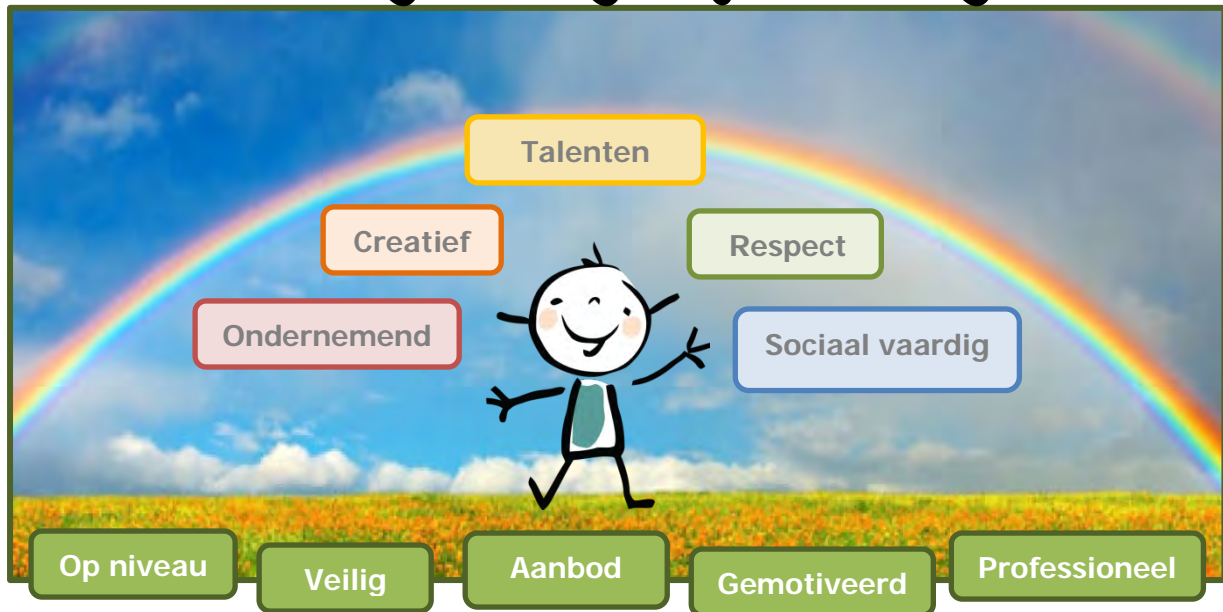 Talenten
Creatief
Respect
Ondernemend
Sociaal vaardig
Op niveau
Veilig
Aanbod
Gemotiveerd
Professioneel